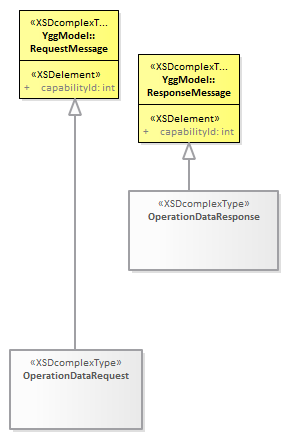 «XSDcomplexT...
YggModel::
RequestMessage
«XSDelement»
+ capabilityId: int
«XSDcomplexT...
YggModel::
ResponseMessage
«XSDelement»
+ capabilityId: int
«XSDcomplexType»
OperationDataResponse
«XSDcomplexType»
OperationDataRequest